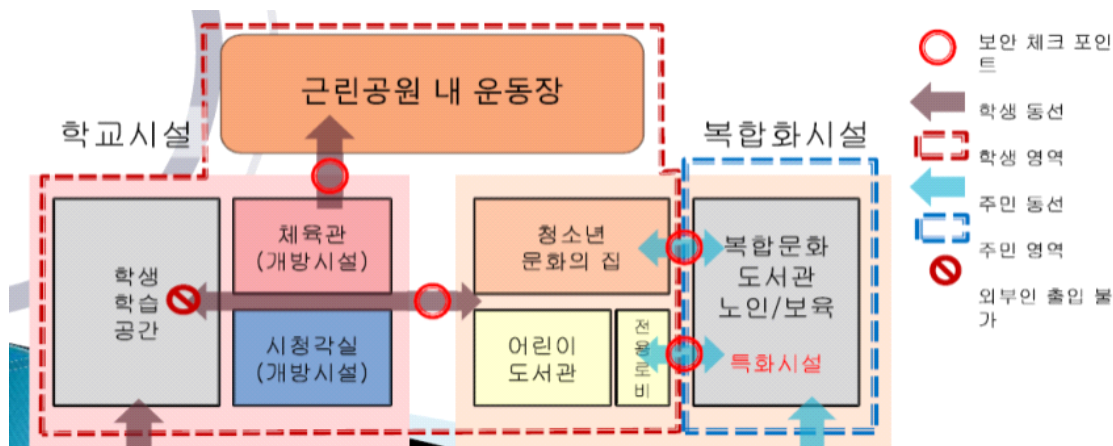 근린공원 내 운동장
학교시설
복합화시설
체육관
(개방시설)
학생
학습
공간
시청각실
(개방시설)
청소년
문화의 집
어린이
도서관
전
용
로
비
복합문화
도서관
노인/보육
특화시설
보안 체크 포인
트
학생 동선
학생 영역
주민 동선
주민 영역
외부인 출입 불
가